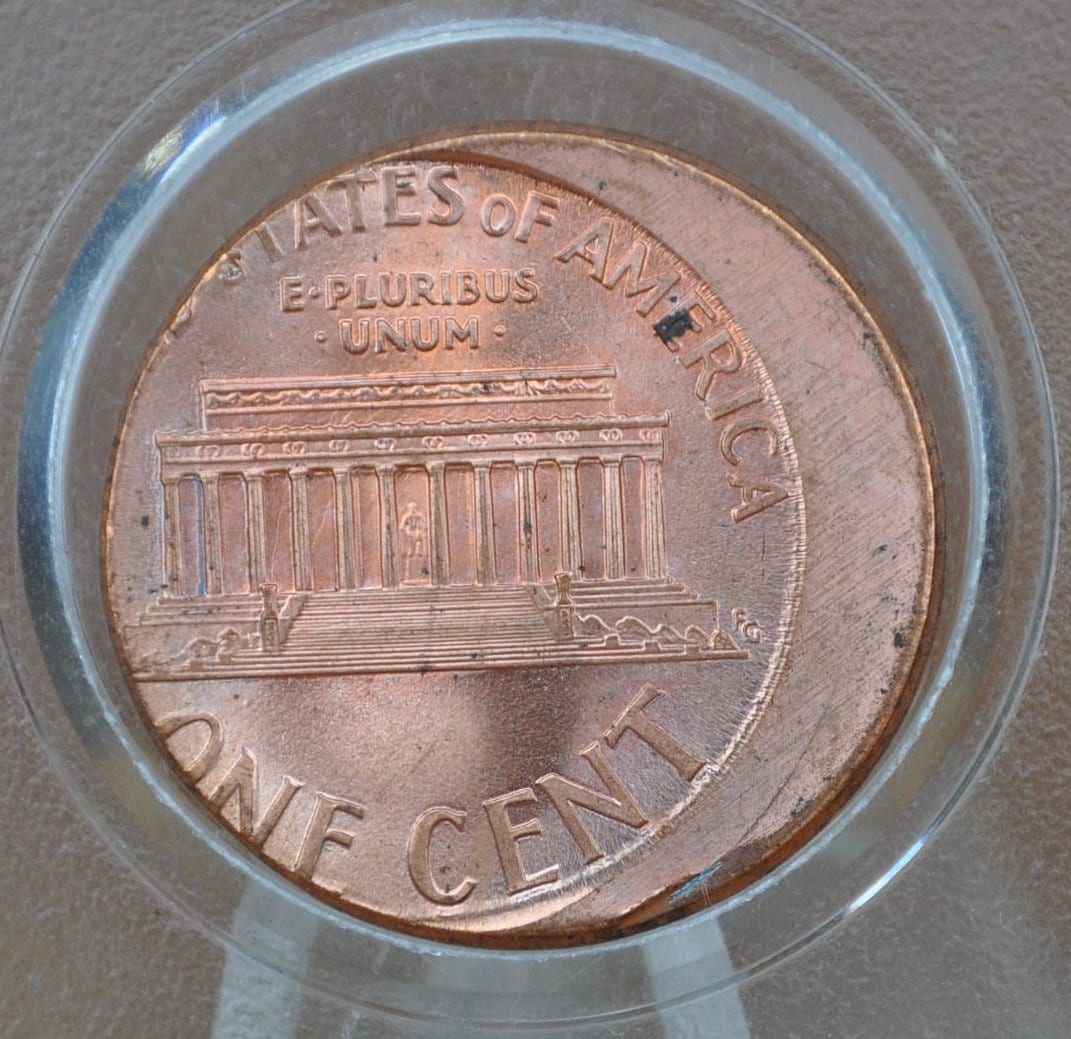 STATES OF AMERICA
E·PLURIBUS
·UNUM·
FG
ONE CENT